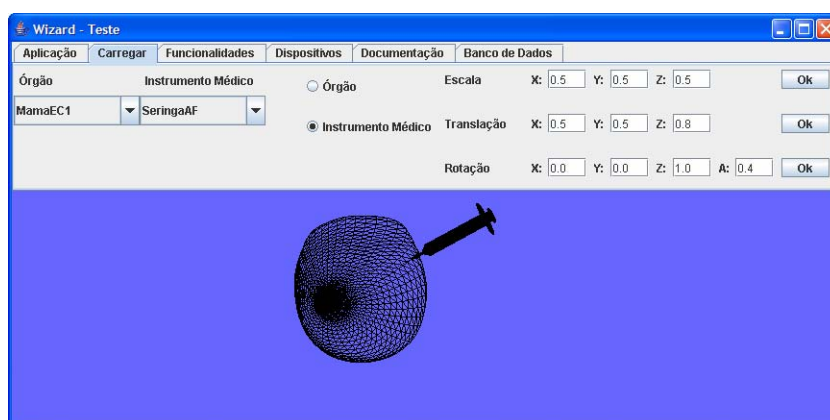 Wizard - Teste
Aplicação Carregar Funcionalidades Dispositivos Documentação Banco de Dados
Órgão Instrumento Médico Órgão Escala X: 0.5 Y: 0.5 Z: 0.5 Ok
MamaEC1 SeringaAF Instrumento Médico Translação X: 0.5 Y: 0.5 Z: 0.8 Ok
Rotação X: 0.0 Y: 0.0 Z: 1.0 A: 0.4 Ok